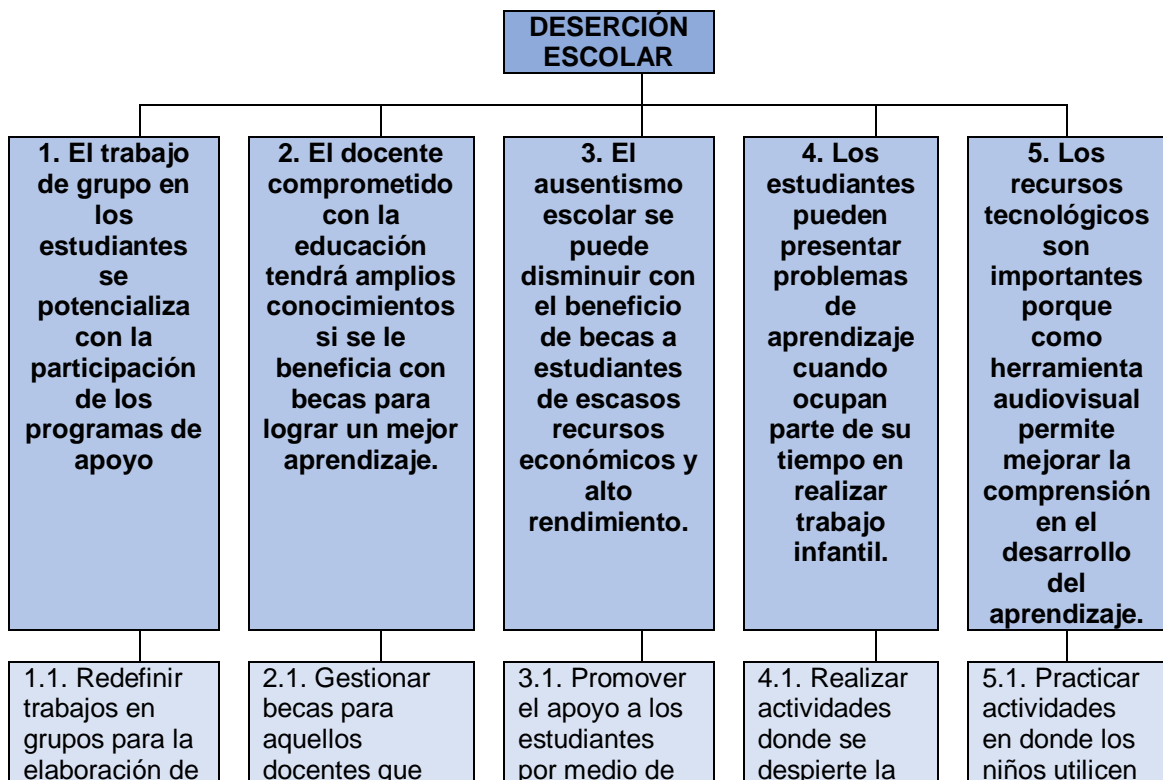 DESERCIÓN
ESCOLAR
1. El trabajo
de grupo en
los
estudiantes
se
potencializa
con la
participación
de los
programas de
apoyo
2. El docente
comprometido
con la
educación
tendrá amplios
conocimientos
si se le
beneficia con
becas para
lograr un mejor
aprendizaje.
3. El
ausentismo
escolar se
puede
disminuir con
el beneficio
de becas a
estudiantes
de escasos
recursos
económicos y
alto
rendimiento.
4. Los
estudiantes
pueden
presentar
problemas
de
aprendizaje
cuando
ocupan
parte de su
tiempo en
realizar
trabajo
infantil.
5. Los
recursos
tecnológicos
son
importantes
porque
como
herramienta
audiovisual
permite
mejorar la
comprensión
en el
desarrollo
del
aprendizaje.
1.1. Redefinir
trabajos en
grupos para la
elaboración de
2.1. Gestionar
becas para
aquellos
docentes que
3.1. Promover
el apoyo a los
estudiantes
por medio de
4.1. Realizar
actividades
donde se
despierte la
5.1. Practicar
actividades
en donde los
niños utilicen